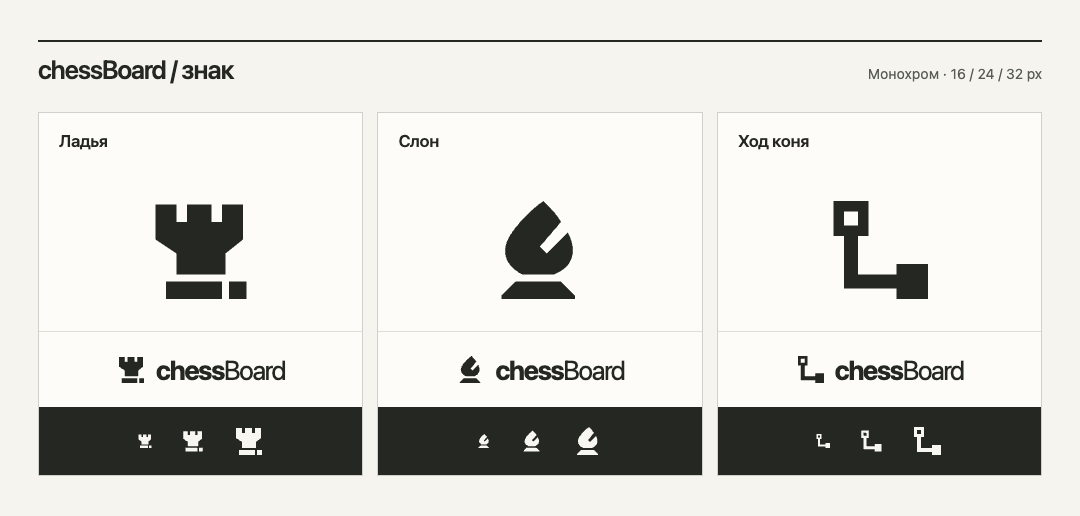 chessBoard / знак
Монохром · 16 / 24 / 32 px
Ладья
Слон
Ход коня
chessBoard
chessBoard
chessBoard